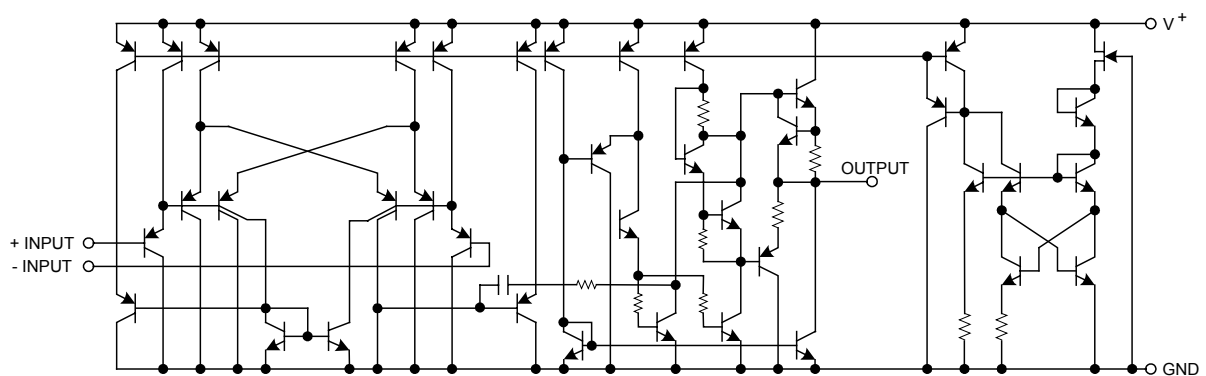 V+
OUTPUT
+ INPUT
- INPUT
GND